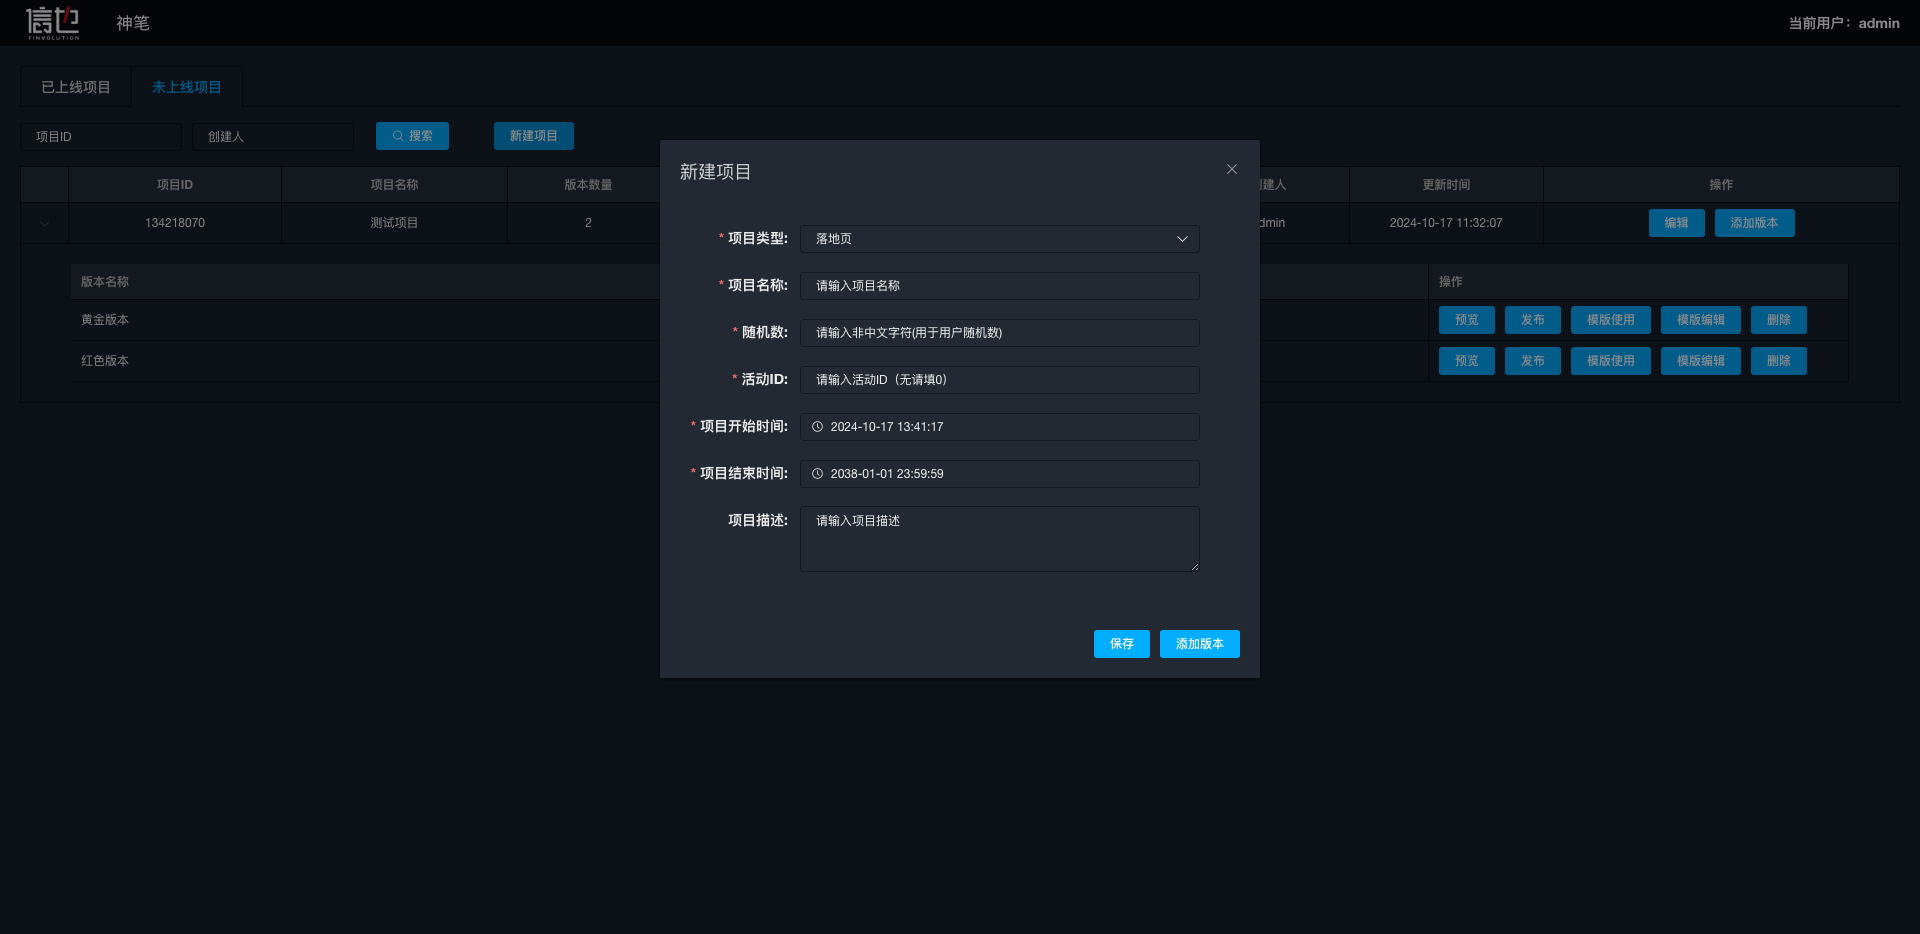 信也
FINVOLUTION
神笔
当前用户：admin
已上线项目
未上线项目
项目ID
创建人
搜索
新建项目
项目ID
项目名称
版本数量
建人
更新时间
操作
134218070
测试项目
2
dmin
2024-10-17 11:32:07
编辑
添加版本
版本名称
操作
黄金版本
预览
发布
模版使用
模版编辑
删除
红色版本
预览
发布
模版使用
模版编辑
删除
新建项目
* 项目类型:
落地页
* 项目名称:
请输入项目名称
* 随机数:
请输入非中文字符(用于用户随机数)
* 活动ID:
请输入活动ID（无请填0）
* 项目开始时间:
2024-10-17 13:41:17
* 项目结束时间:
2038-01-01 23:59:59
项目描述:
请输入项目描述
保存
添加版本